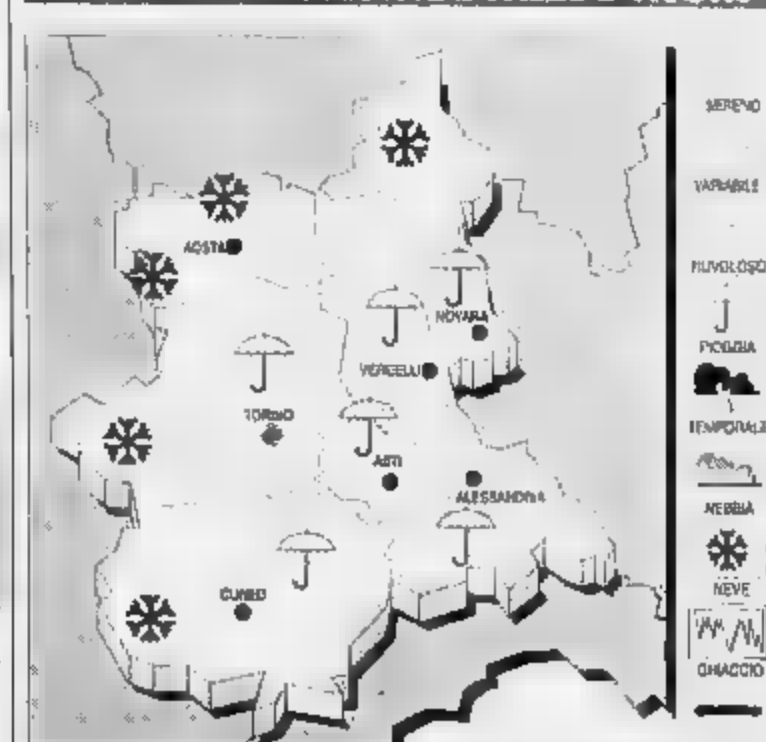 SERENO
VARIABILE
NUVOLOSO
PIOGGIA
TEMPORALE
NEBBIA
NEVE
GHIACCIO
AOSTA
NOVARA
VERCELLI
TORINO
ASTI
ALESSANDRIA
CUNEO